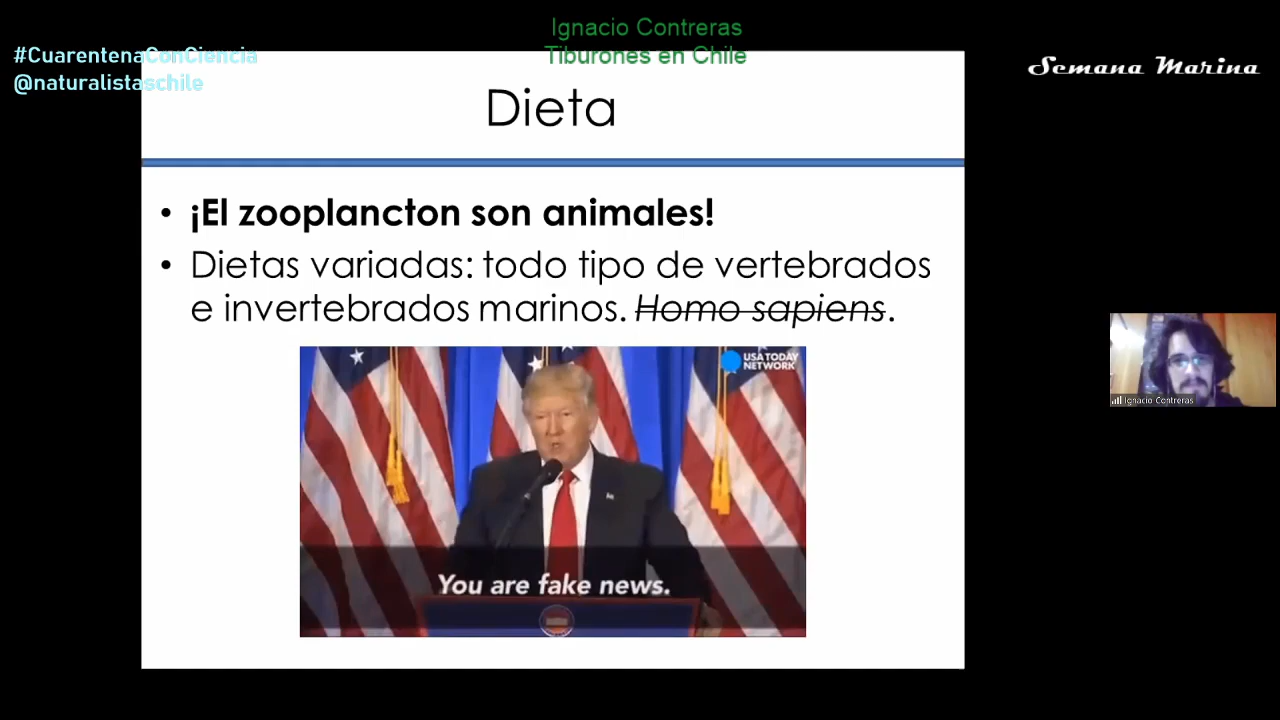 Ignacio Contreras
Tiburones en Chile
#CuarentenaConCiencia
@naturalistaschile
Semana Marina
Dieta
• ¡El zooplancton son animales!
• Dietas variadas: todo tipo de vertebrados
e invertebrados marinos. Homo sapiens.
USA TODAY
NETWORK
You are fake news.
Ignacio Contreras